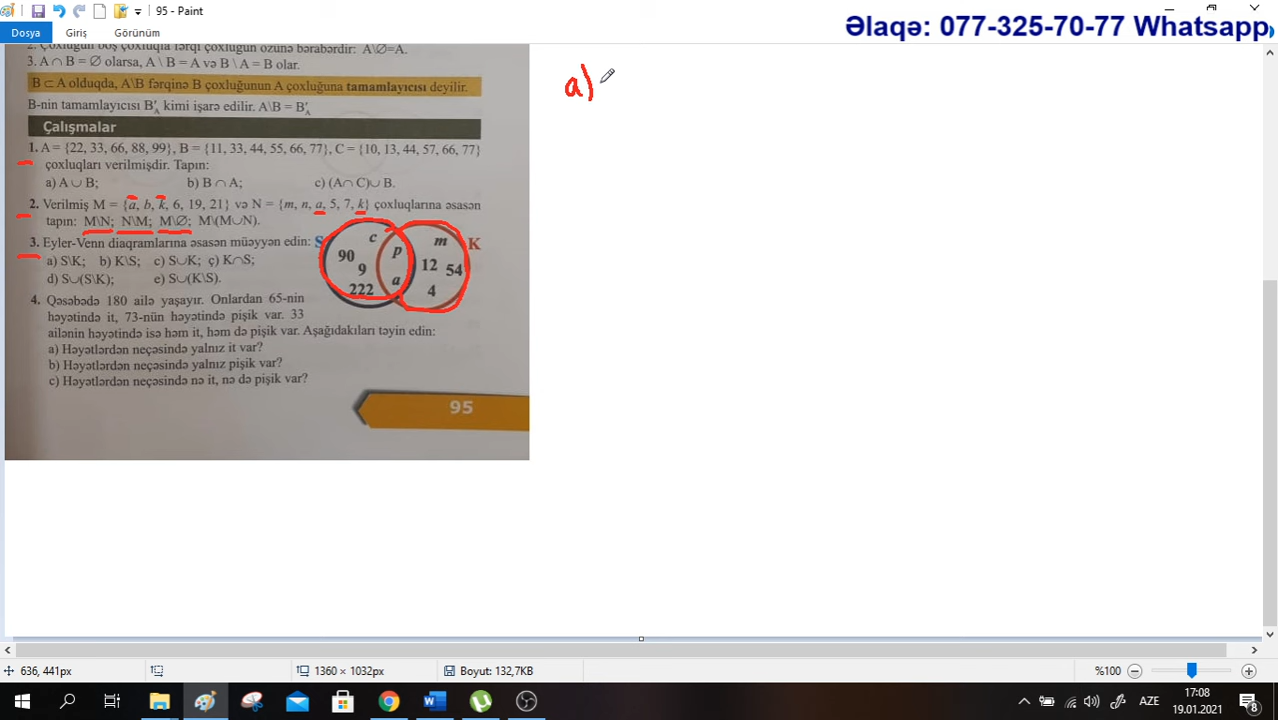 95 - Paint
Əlaqə: 077-325-70-77 Whatsapp
Dosya Giriş Görünüm
2. Çoxluğun boş çoxluqla fərqi çoxluğun özünə bərabərdir: A\∅=A.
3. A ∩ B = ∅ olarsa, A \ B = A və B \ A = B olar.
B ⊂ A olduqda, A\B fərqinə B çoxluğunun A çoxluğuna tamamlayıcısı deyilir.
B-nin tamamlayıcısı B′A kimi işarə edilir. A\B = B′A
Çalışmalar
1. A = {22, 33, 66, 88, 99}, B = {11, 33, 44, 55, 66, 77}, C = {10, 13, 44, 57, 66, 77}
çoxluqları verilmişdir. Tapın:
a) A ∪ B; b) B ∩ A; c) (A∩ C)∪ B.
2. Verilmiş M = {a, b, k, 6, 19, 21} və N = {m, n, a, 5, 7, k} çoxluqlarına əsasən
tapın: M\N; N\M; M\∅; M\(M∪N).
3. Eyler-Venn diaqramlarına əsasən müəyyən edin:
a) S\K; b) K\S; c) S∪K; ç) K∩S;
d) S∪(S\K); e) S∪(K\S).
S c m K
90 p 12
9 54
222 a 4
4. Qəsəbədə 180 ailə yaşayır. Onlardan 65-nin
həyətində it, 73-nün həyətində pişik var. 33
ailənin həyətində isə həm it, həm də pişik var. Aşağıdakıları təyin edin:
a) Həyətlərdən neçəsində yalnız it var?
b) Həyətlərdən neçəsində yalnız pişik var?
c) Həyətlərdən neçəsində nə it, nə də pişik var?
95
a)
636, 441px 1360 × 1032px Boyut: 132,7KB %100
AZE 17:08
19.01.2021
8